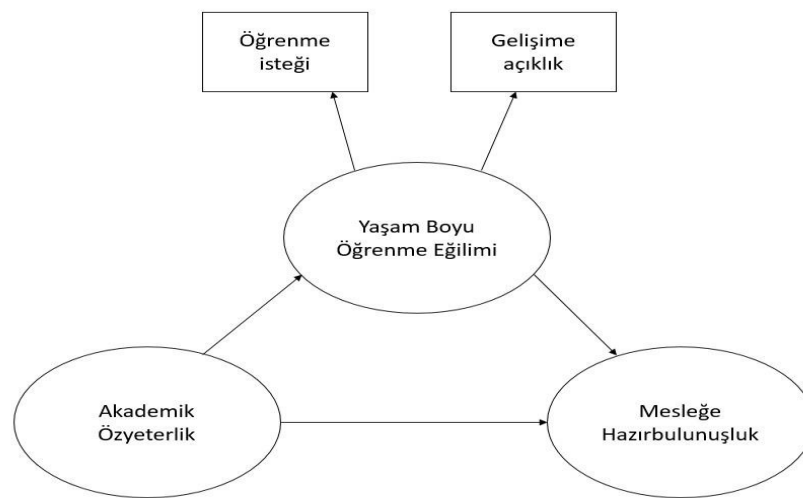 Öğrenme
isteği
Gelişime
açıklık
Yaşam Boyu
Öğrenme Eğilimi
Akademik
Özyeterlik
Mesleğe
Hazırbulunuşluk